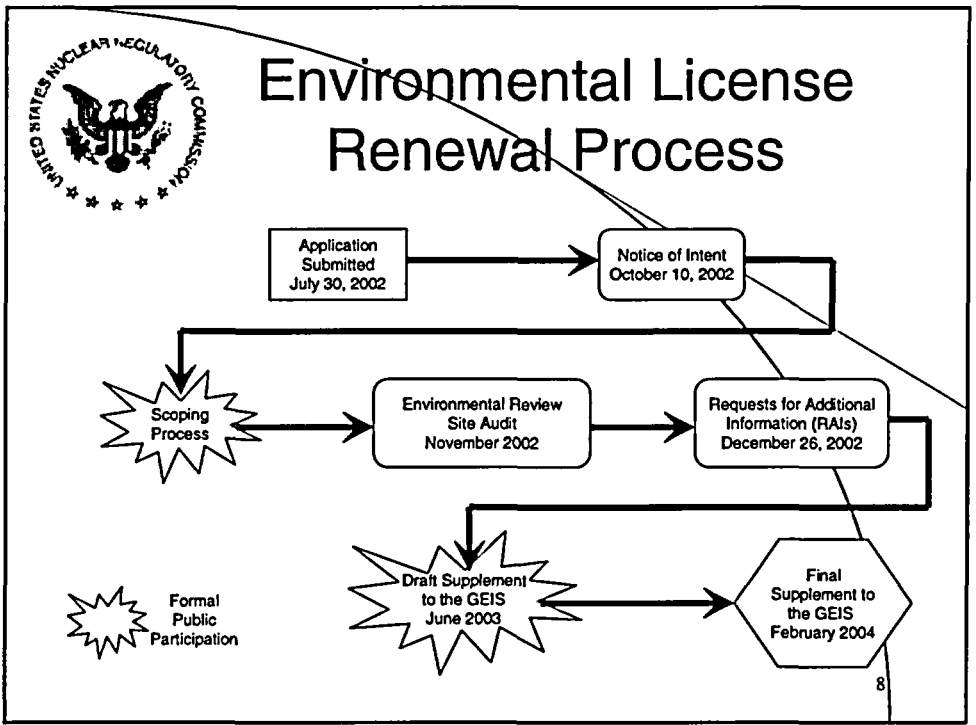 UNITED STATES NUCLEAR REGULATORY COMMISSION
Environmental License
Renewal Process
Application
Submitted
July 30, 2002
Notice of Intent
October 10, 2002
Scoping
Process
Environmental Review
Site Audit
November 2002
Requests for Additional
Information (RAIs)
December 26, 2002
Draft Supplement
to the GEIS
June 2003
Final
Supplement to
the GEIS
February 2004
Formal
Public
Participation
8